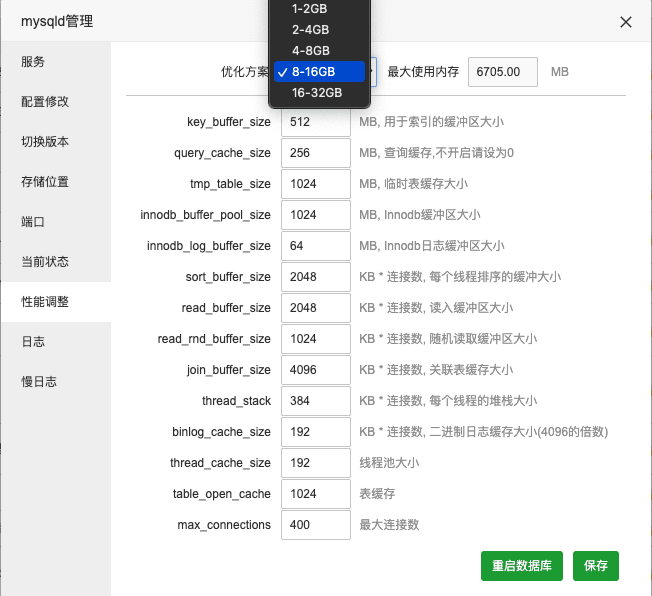 mysqld管理
服务
配置修改
切换版本
存储位置
端口
当前状态
性能调整
日志
慢日志
1-2GB
2-4GB
4-8GB
✓ 8-16GB
16-32GB
优化方案
最大使用内存 6705.00 MB
key_buffer_size 512 MB, 用于索引的缓冲区大小
query_cache_size 256 MB, 查询缓存,不开启请设为0
tmp_table_size 1024 MB, 临时表缓存大小
innodb_buffer_pool_size 1024 MB, Innodb缓冲区大小
innodb_log_buffer_size 64 MB, Innodb日志缓冲区大小
sort_buffer_size 2048 KB * 连接数, 每个线程排序的缓冲大小
read_buffer_size 2048 KB * 连接数, 读入缓冲区大小
read_rnd_buffer_size 1024 KB * 连接数, 随机读取缓冲区大小
join_buffer_size 4096 KB * 连接数, 关联表缓存大小
thread_stack 384 KB * 连接数, 每个线程的堆栈大小
binlog_cache_size 192 KB * 连接数, 二进制日志缓存大小(4096的倍数)
thread_cache_size 192 线程池大小
table_open_cache 1024 表缓存
max_connections 400 最大连接数
重启数据库 保存